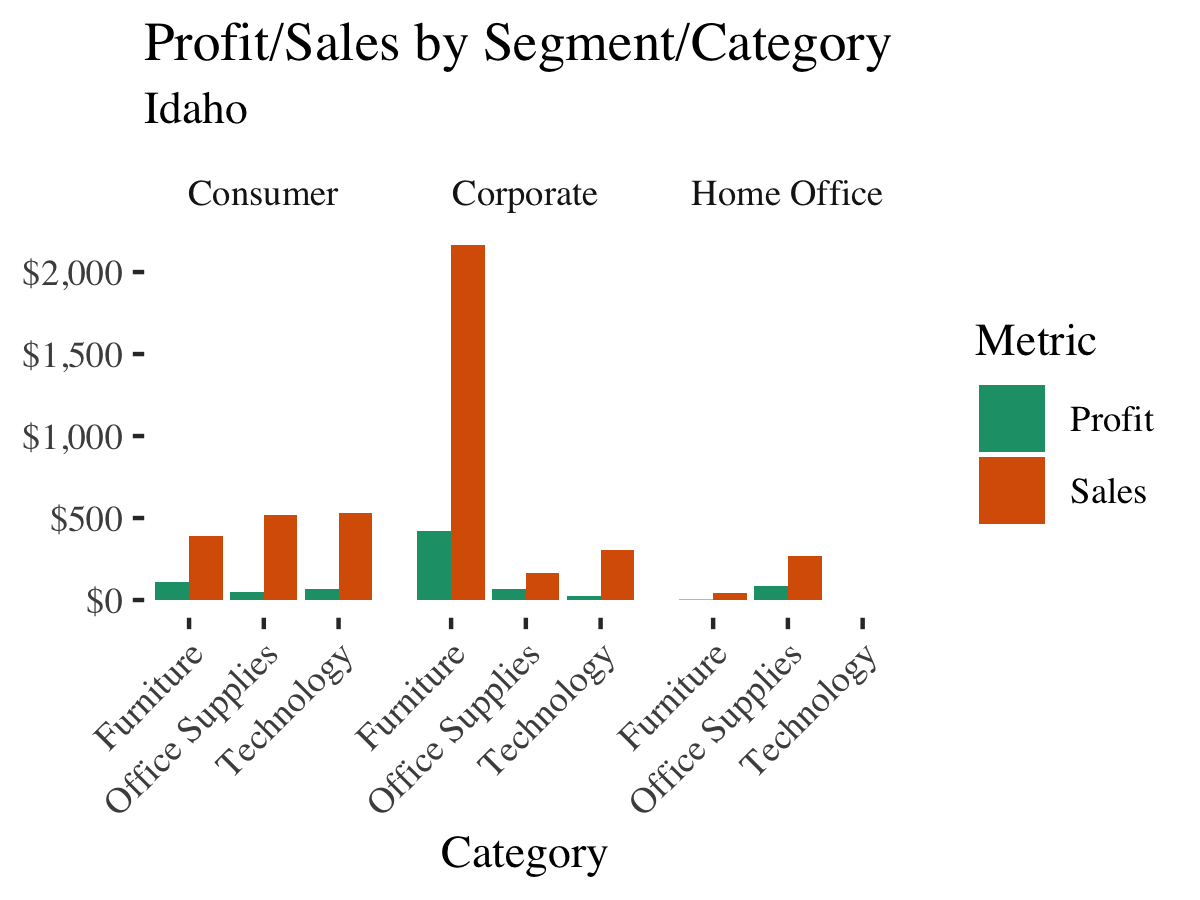 Profit/Sales by Segment/Category
Idaho
Consumer Corporate Home Office
$2,000
$1,500
$1,000
$500
$0
Metric
Profit
Sales
Furniture Office Supplies Technology Furniture Office Supplies Technology Furniture Office Supplies Technology
Category